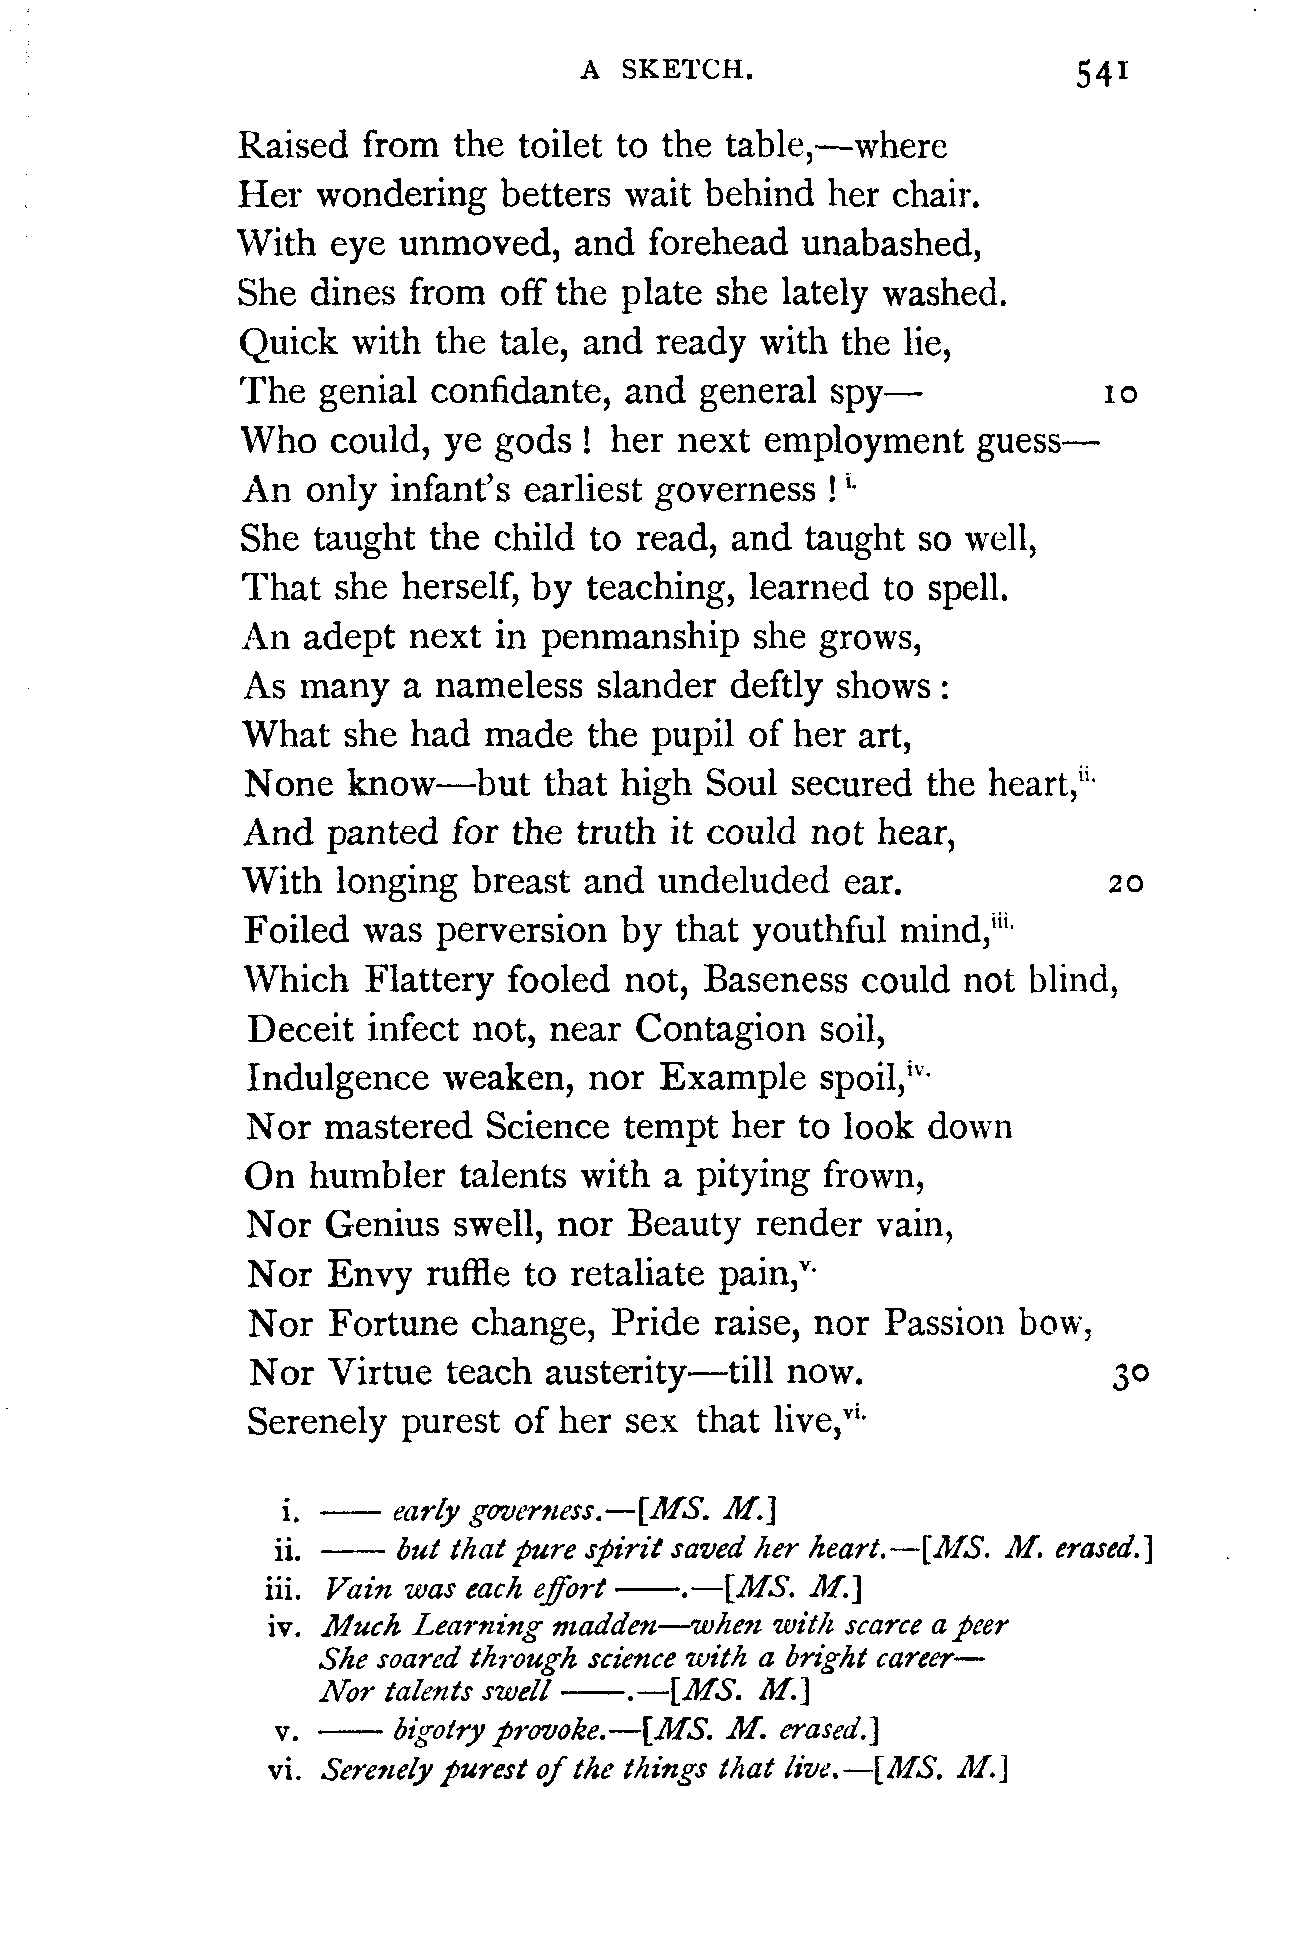 A SKETCH. 541
Raised from the toilet to the table,—where
Her wondering betters wait behind her chair.
With eye unmoved, and forehead unabashed,
She dines from off the plate she lately washed.
Quick with the tale, and ready with the lie,
The genial confidante, and general spy— 10
Who could, ye gods ! her next employment guess—
An only infant's earliest governess ! i.
She taught the child to read, and taught so well,
That she herself, by teaching, learned to spell.
An adept next in penmanship she grows,
As many a nameless slander deftly shows :
What she had made the pupil of her art,
None know—but that high Soul secured the heart,ii.
And panted for the truth it could not hear,
With longing breast and undeluded ear. 20
Foiled was perversion by that youthful mind,iii.
Which Flattery fooled not, Baseness could not blind,
Deceit infect not, near Contagion soil,
Indulgence weaken, nor Example spoil,iv.
Nor mastered Science tempt her to look down
On humbler talents with a pitying frown,
Nor Genius swell, nor Beauty render vain,
Nor Envy ruffle to retaliate pain,v.
Nor Fortune change, Pride raise, nor Passion bow,
Nor Virtue teach austerity—till now. 30
Serenely purest of her sex that live,vi.
i. —— early governess.—[MS. M.]
ii. —— but that pure spirit saved her heart.—[MS. M. erased.]
iii. Vain was each effort ——.—[MS. M.]
iv. Much Learning madden—when with scarce a peer
She soared through science with a bright career—
Nor talents swell ——.—[MS. M.]
v. —— bigotry provoke.—[MS. M. erased.]
vi. Serenely purest of the things that live.—[MS. M.]